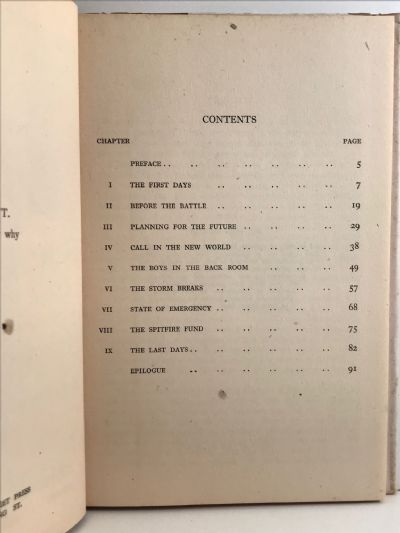 T.
why
PRESS
ST.
CONTENTS
CHAPTER PAGE
PREFACE .. .. .. .. .. .. .. 5
I THE FIRST DAYS .. .. .. .. .. 7
II BEFORE THE BATTLE .. .. .. .. .. 19
III PLANNING FOR THE FUTURE .. .. .. .. 29
IV CALL IN THE NEW WORLD .. .. .. .. 38
V THE BOYS IN THE BACK ROOM .. .. .. .. 49
VI THE STORM BREAKS .. .. .. .. .. 57
VII STATE OF EMERGENCY .. .. .. .. .. 68
VIII THE SPITFIRE FUND .. .. .. .. .. 75
IX THE LAST DAYS .. .. .. .. .. .. 82
EPILOGUE .. .. .. .. .. .. 91